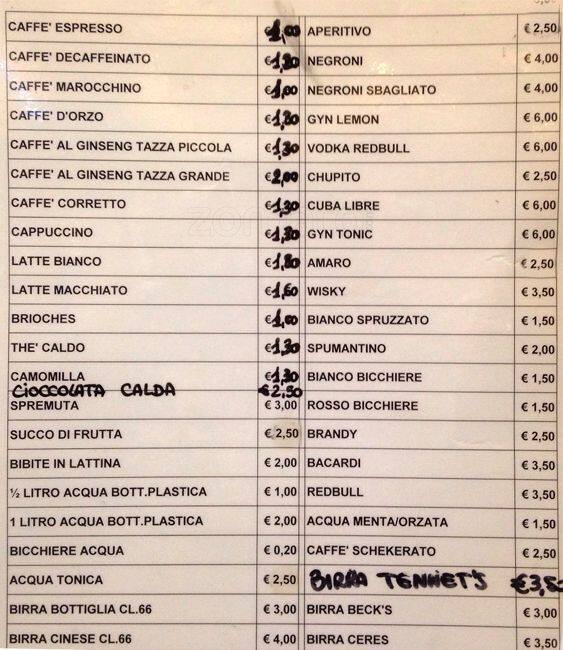 CAFFE' ESPRESSO €1,00
CAFFE' DECAFFEINATO
CAFFE' MAROCCHINO €1,00
CAFFE' D'ORZO
CAFFE' AL GINSENG TAZZA PICCOLA €1,30
CAFFE' AL GINSENG TAZZA GRANDE €2,00
CAFFE' CORRETTO €1,30
CAPPUCCINO €1,30
LATTE BIANCO
LATTE MACCHIATO €1,60
BRIOCHES €1,00
THE' CALDO €1,30
CAMOMILLA €1,30
CIOCCOLATA CALDA €2,50
SPREMUTA € 3,00
SUCCO DI FRUTTA € 2,50
BIBITE IN LATTINA € 2,00
½ LITRO ACQUA BOTT.PLASTICA € 1,00
1 LITRO ACQUA BOTT.PLASTICA € 2,00
BICCHIERE ACQUA € 0,20
ACQUA TONICA € 2,50
BIRRA BOTTIGLIA CL.66 € 3,00
BIRRA CINESE CL.66 € 4,00
APERITIVO € 2,50
NEGRONI € 4,00
NEGRONI SBAGLIATO € 4,00
GYN LEMON € 6,00
VODKA REDBULL € 6,00
CHUPITO € 2,50
CUBA LIBRE € 6,00
GYN TONIC € 6,00
AMARO € 2,50
WISKY € 3,50
BIANCO SPRUZZATO € 1,50
SPUMANTINO € 2,00
BIANCO BICCHIERE € 1,50
ROSSO BICCHIERE € 1,50
BRANDY € 2,50
BACARDI € 3,50
REDBULL € 3,50
ACQUA MENTA/ORZATA € 1,50
CAFFE' SCHEKERATO € 2,50
BIRRA TENNET'S €3,50
BIRRA BECK'S € 3,00
BIRRA CERES € 3,50